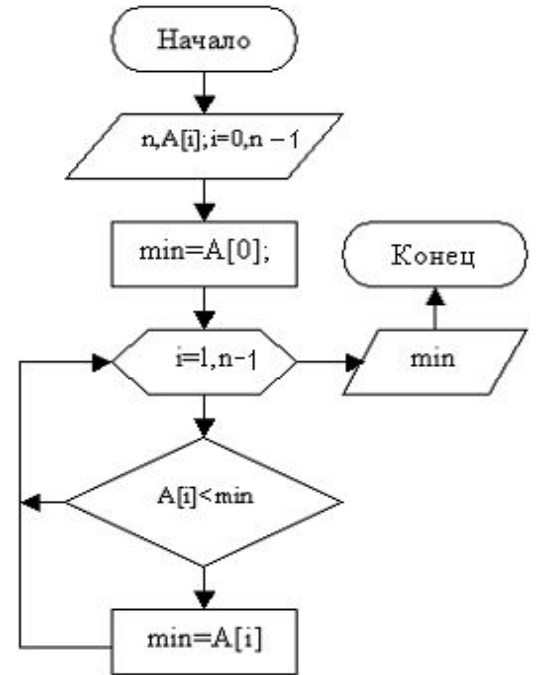 Начало
n,A[i];i=0,n-1
min=A[0];
Конец
i=1,n-1
min
A[i]<min
min=A[i]